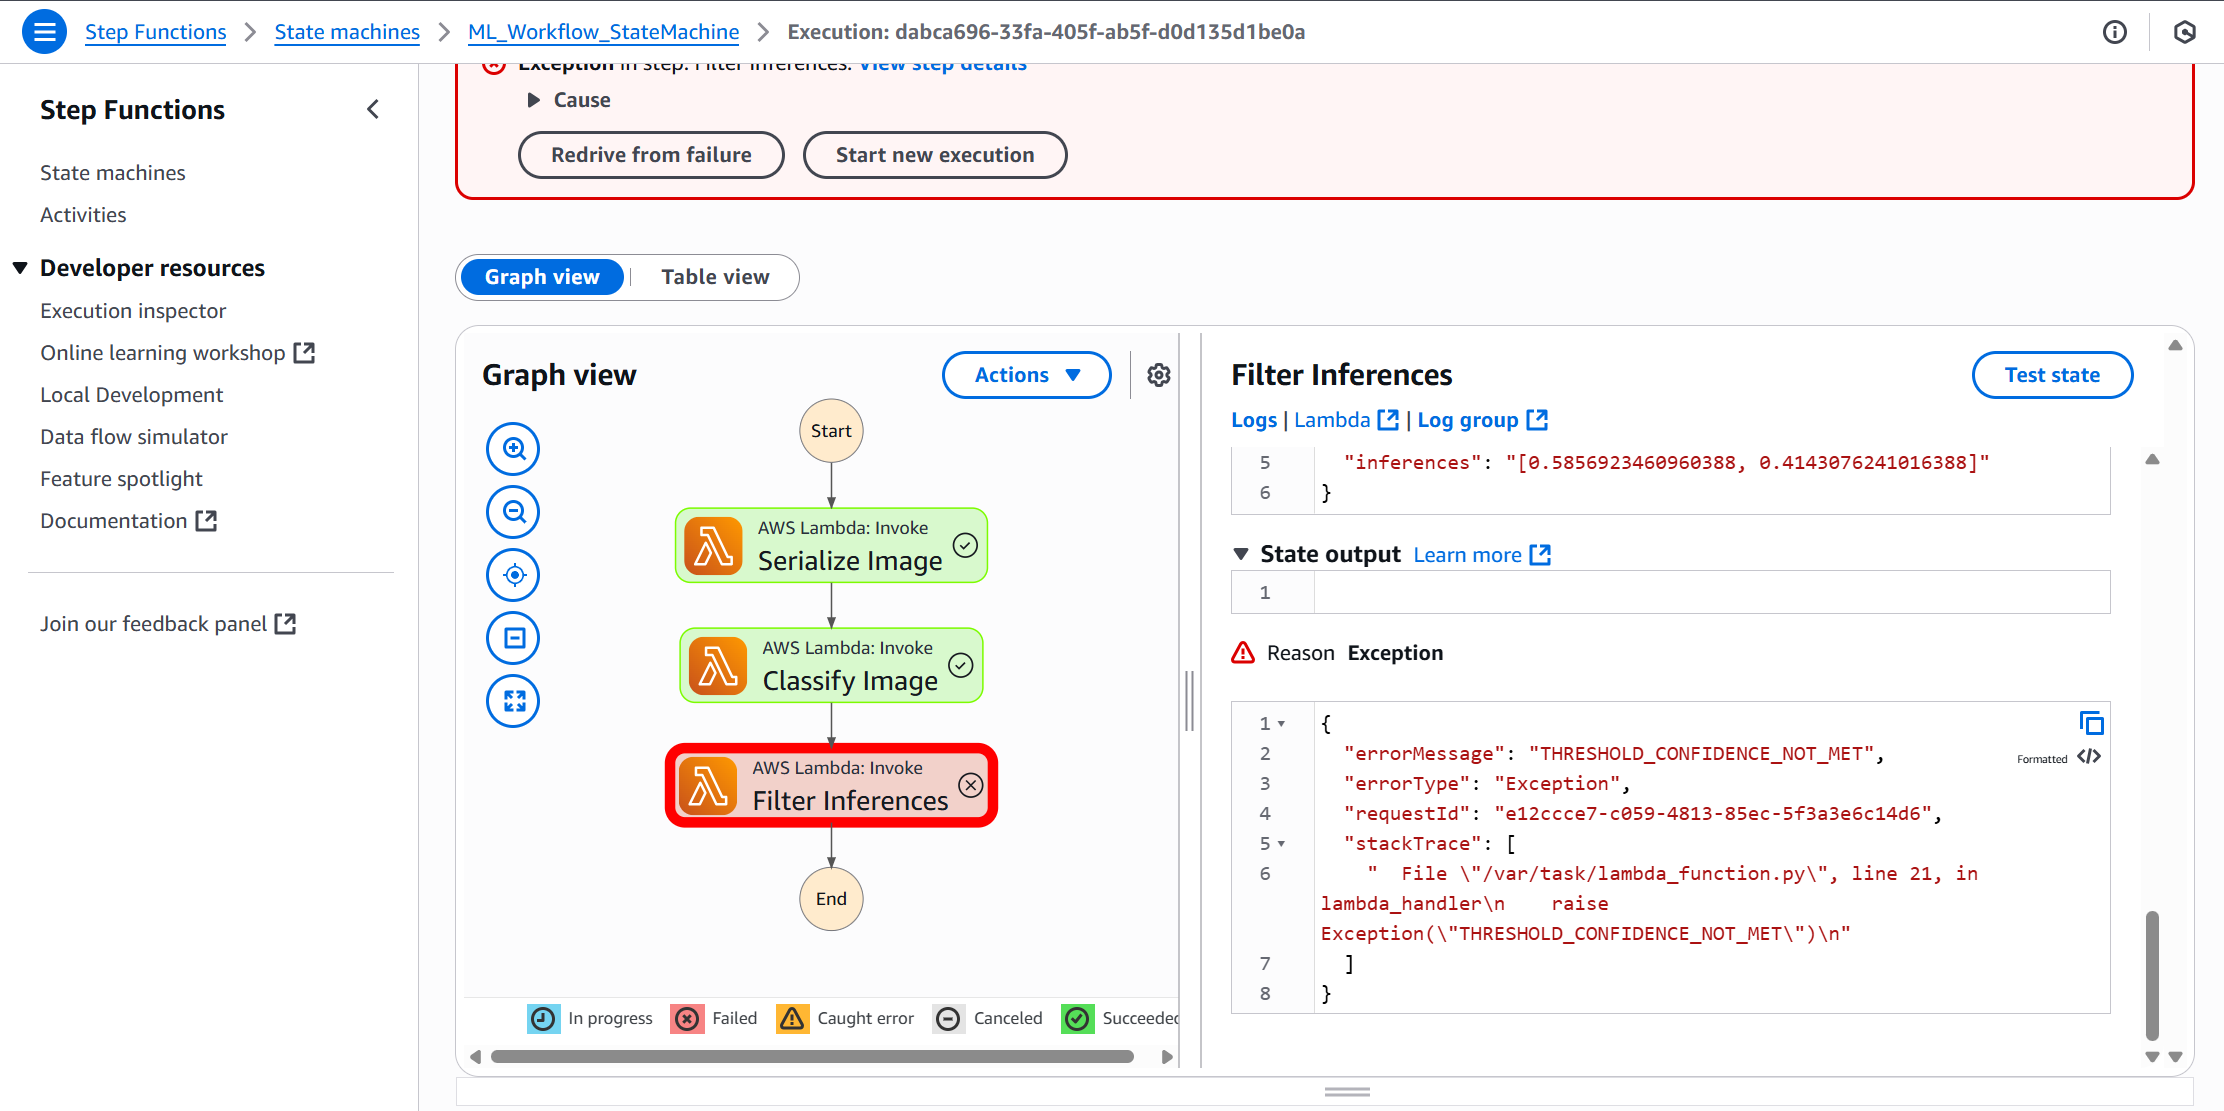 Step Functions > State machines > ML_Workflow_StateMachine > Execution: dabca696-33fa-405f-ab5f-d0d135d1be0a
Step Functions
State machines
Activities
Developer resources
Execution inspector
Online learning workshop
Local Development
Data flow simulator
Feature spotlight
Documentation
Join our feedback panel
Exception in step: Filter Inferences. View step details
Cause
Redrive from failure
Start new execution
Graph view | Table view
Graph view
Actions
Start
AWS Lambda: Invoke
Serialize Image
AWS Lambda: Invoke
Classify Image
AWS Lambda: Invoke
Filter Inferences
End
In progress
Failed
Caught error
Canceled
Succeeded
Filter Inferences
Test state
Logs | Lambda | Log group
5 "inferences": "[0.5856923460960388, 0.4143076241016388]"
6 }
State output Learn more
1
Reason Exception
1 {
2 "errorMessage": "THRESHOLD_CONFIDENCE_NOT_MET",
3 "errorType": "Exception",
4 "requestId": "e12ccce7-c059-4813-85ec-5f3a3e6c14d6",
5 "stackTrace": [
6 "  File \"/var/task/lambda_function.py\", line 21, in
lambda_handler\n    raise
Exception(\"THRESHOLD_CONFIDENCE_NOT_MET\")\n"
7 ]
8 }
Formatted